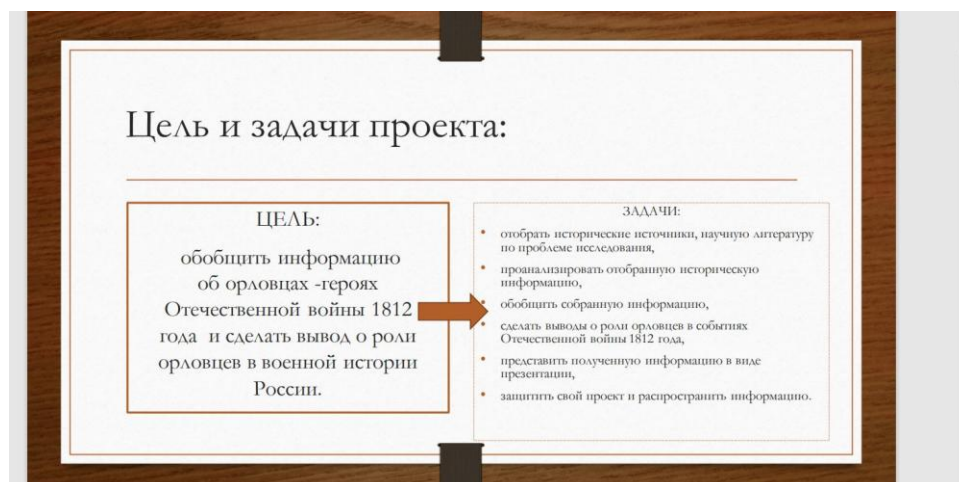 Цель и задачи проекта:
ЦЕЛЬ:
обобщить информацию
об орловцах -героях
Отечественной войны 1812
года и сделать вывод о роли
орловцев в военной истории
России.
ЗАДАЧИ:
• отобрать исторические источники, научную литературу
по проблеме исследования,
• проанализировать отобранную историческую
информацию,
• обобщить собранную информацию,
• сделать выводы о роли орловцев в событиях
Отечественной войны 1812 года,
• представить полученную информацию в виде
презентации,
• защитить свой проект и распространить информацию.